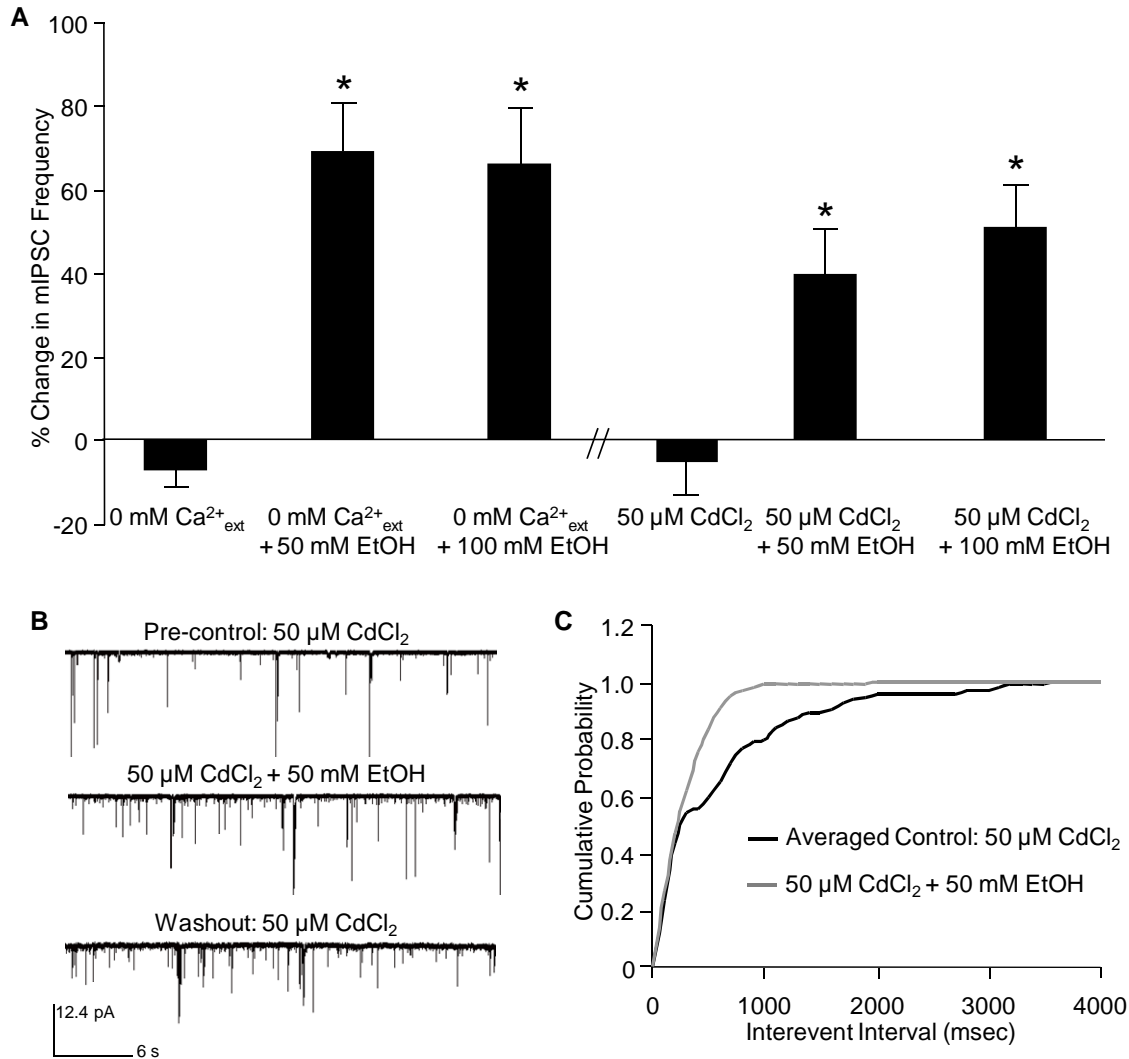 A
% Change in mIPSC Frequency
100
80
60
40
20
0
-20
*
*
*
*
0 mM Ca²⁺ext
0 mM Ca²⁺ext
+ 50 mM EtOH
0 mM Ca²⁺ext
+ 100 mM EtOH
50 µM CdCl₂
50 µM CdCl₂
+ 50 mM EtOH
50 µM CdCl₂
+ 100 mM EtOH
B
Pre-control: 50 µM CdCl₂
50 µM CdCl₂ + 50 mM EtOH
Washout: 50 µM CdCl₂
12.4 pA
6 s
C
Cumulative Probability
1.2
1.0
0.8
0.6
0.4
0.2
0
Averaged Control: 50 µM CdCl₂
50 µM CdCl₂ + 50 mM EtOH
0 1000 2000 3000 4000
Interevent Interval (msec)